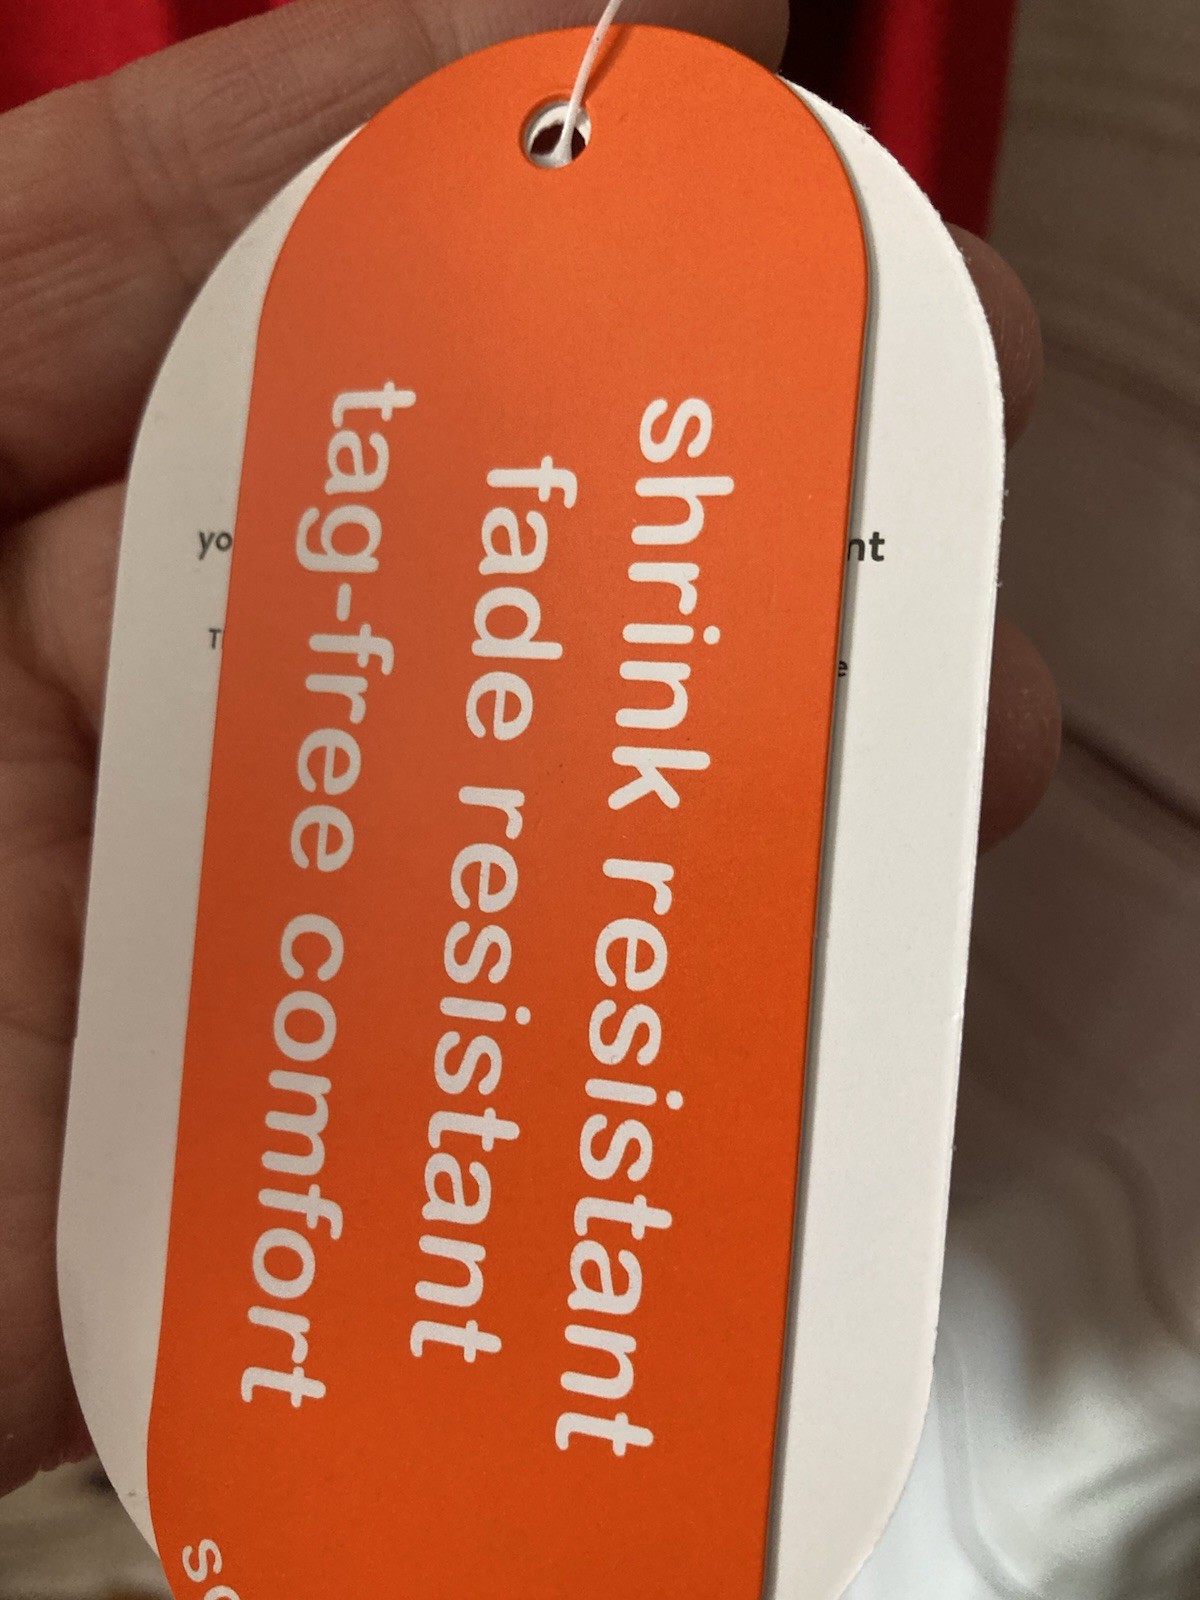 shrink resistant
fade resistant
tag-free comfort